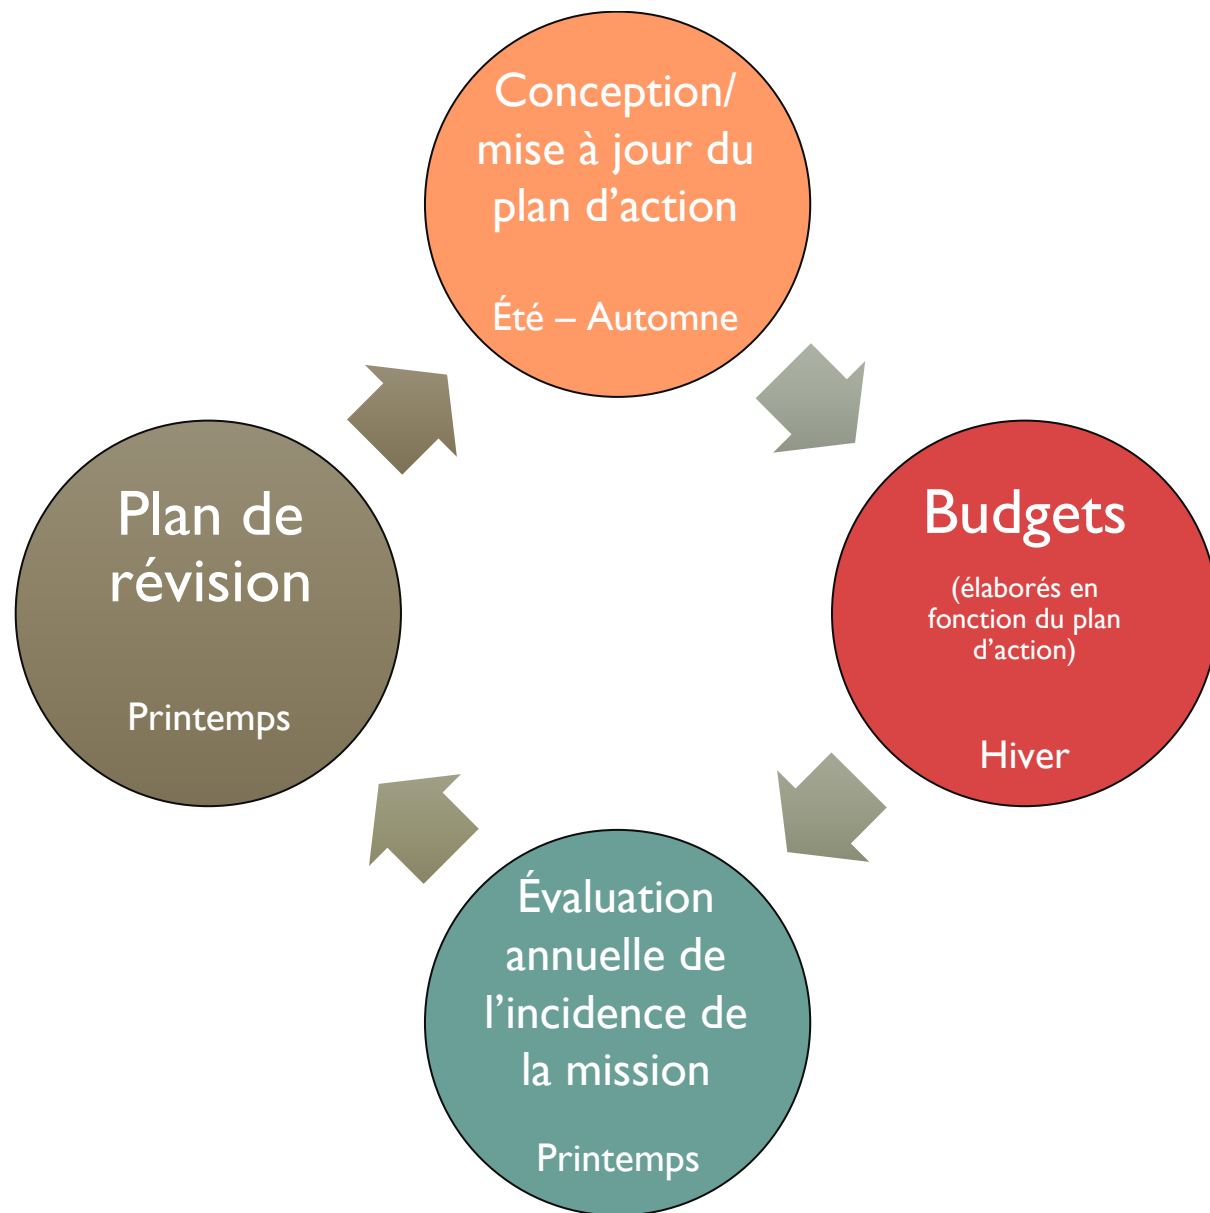 Conception/
mise à jour du
plan d’action
Été – Automne
Budgets
(élaborés en
fonction du plan
d’action)
Hiver
Évaluation
annuelle de
l’incidence de
la mission
Printemps
Plan de
révision
Printemps